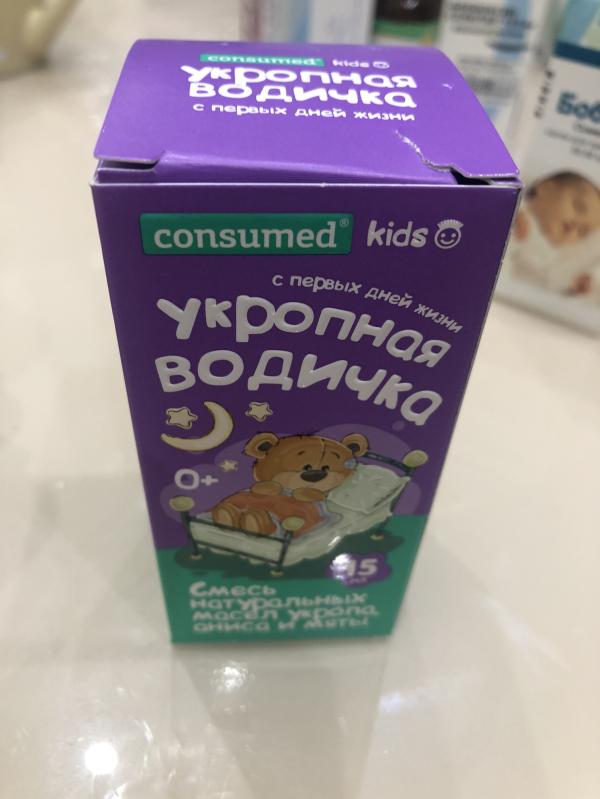 consumed® kids
укропная
водичка
с первых дней жизни
consumed® kids
с первых дней жизни
укропная
водичка
0+
15
Смесь
натуральных
масел укропа,
аниса и мяты
Боб